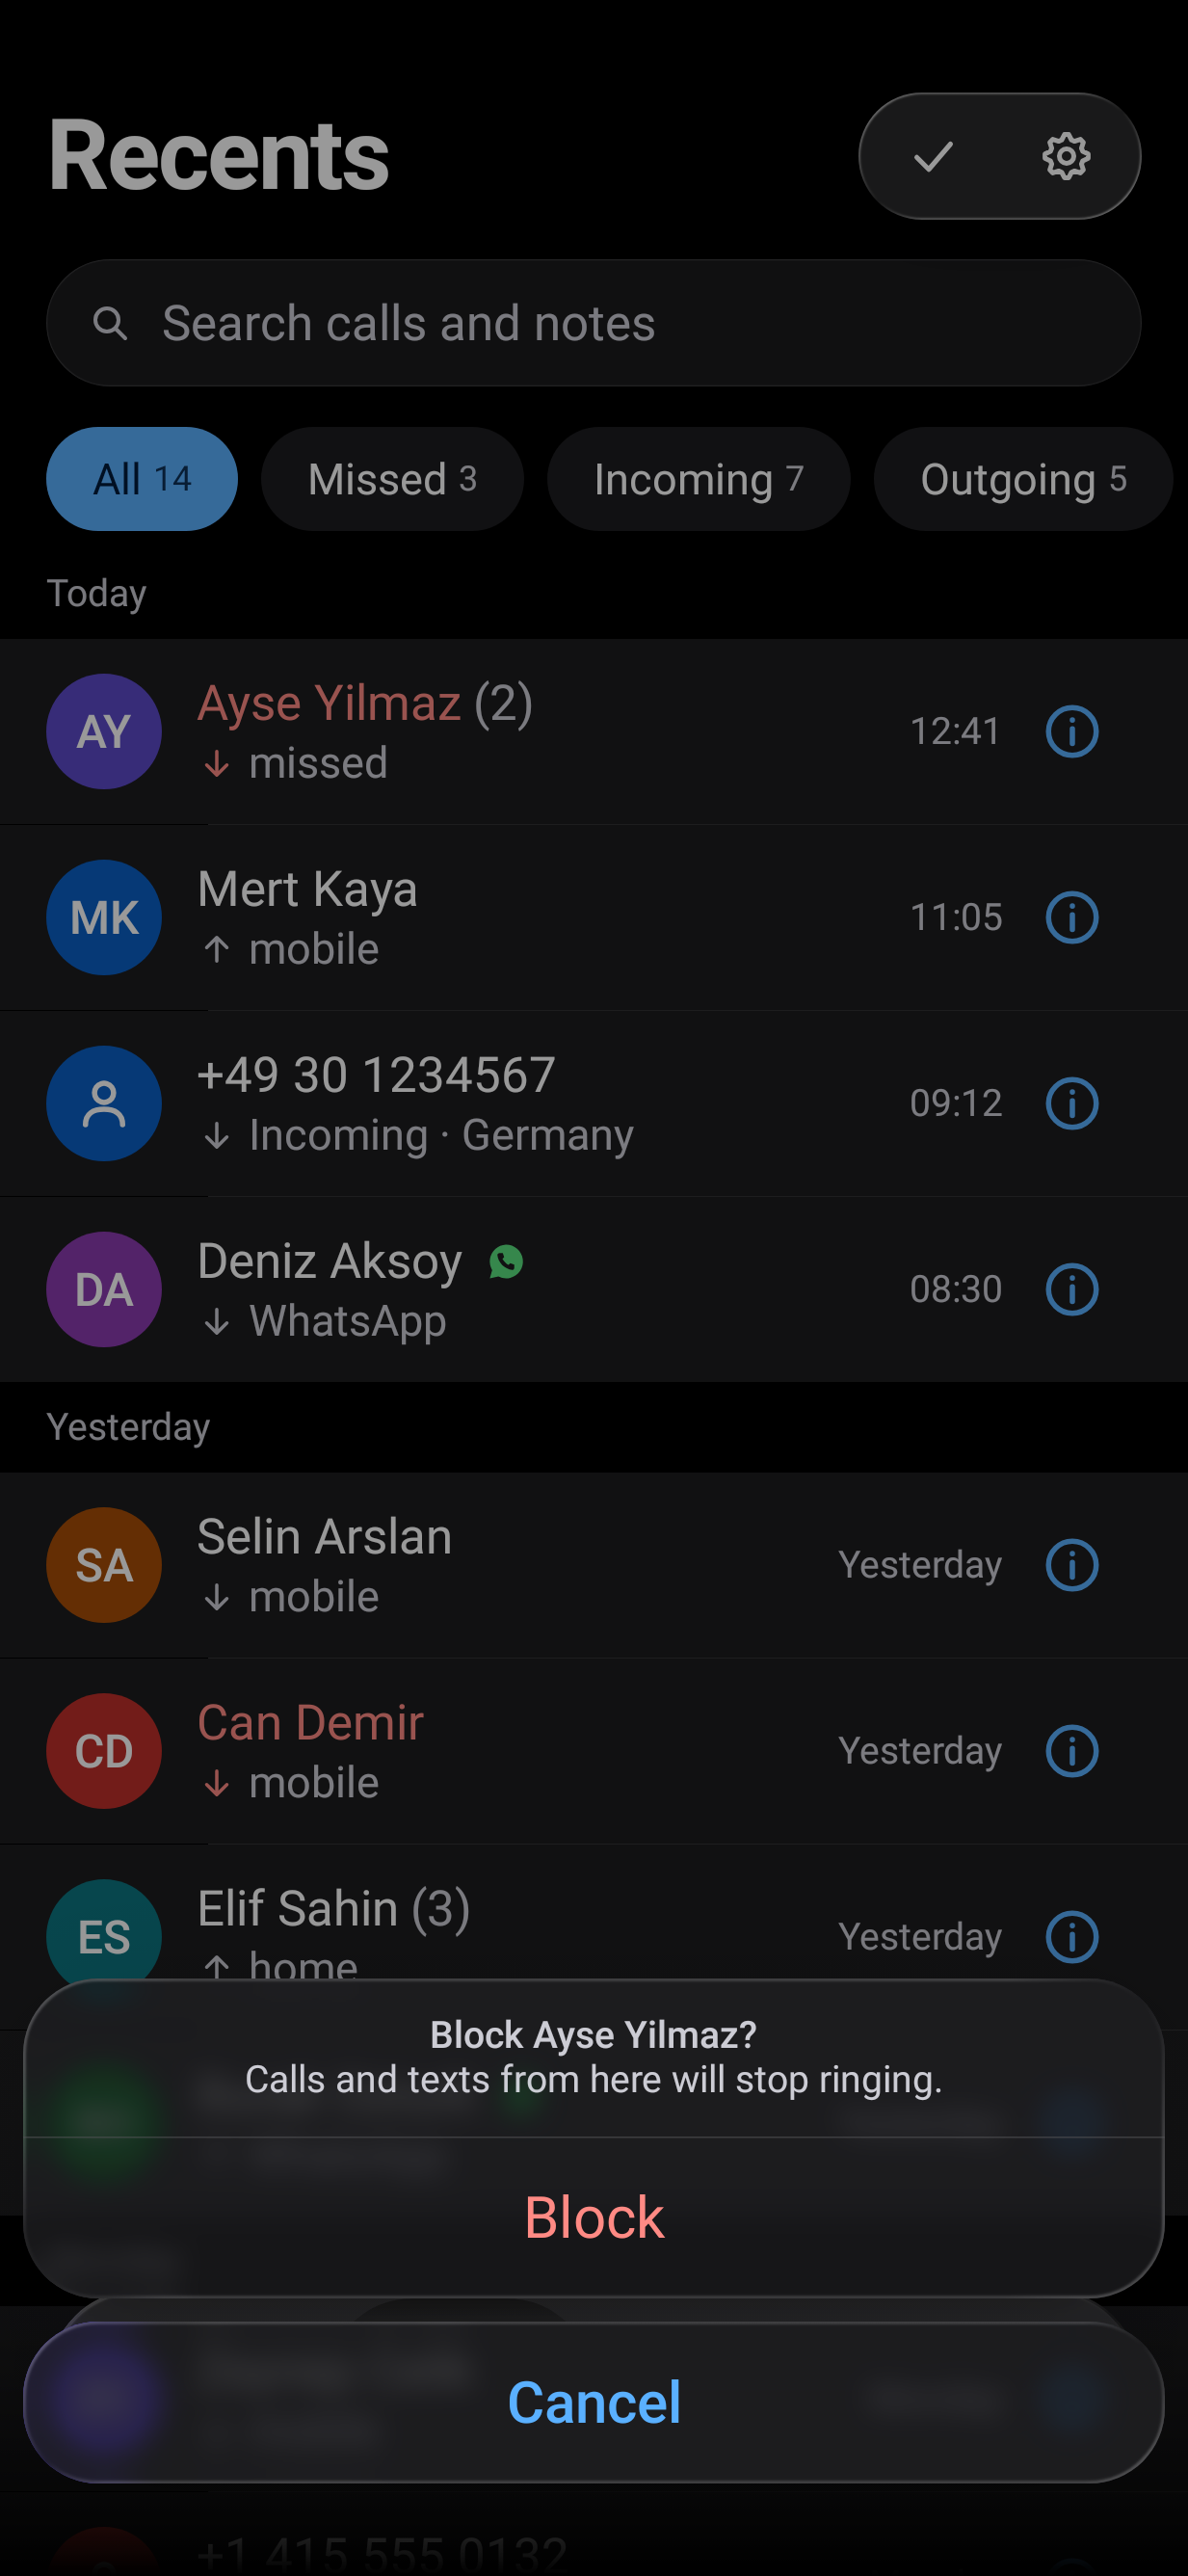 Recents
Search calls and notes
All 14
Missed 3
Incoming 7
Outgoing 5
Today
AY
Ayse Yilmaz (2)
missed
12:41
MK
Mert Kaya
mobile
11:05
+49 30 1234567
Incoming · Germany
09:12
DA
Deniz Aksoy
WhatsApp
08:30
Yesterday
SA
Selin Arslan
mobile
Yesterday
CD
Can Demir
mobile
Yesterday
ES
Elif Sahin (3)
home
Yesterday
Block Ayse Yilmaz?
Calls and texts from here will stop ringing.
Block
Cancel
+1 415 555 0132